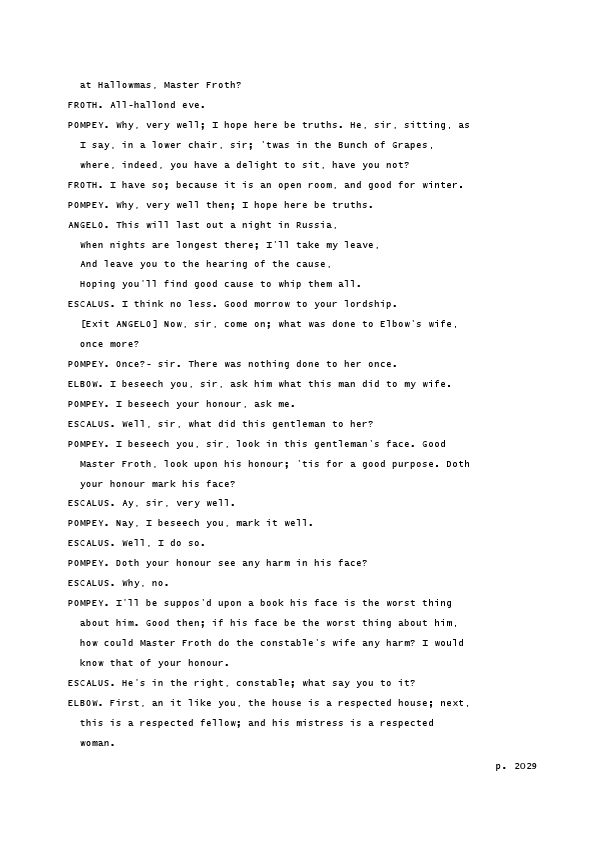 at Hallowmas, Master Froth?
FROTH. All-hallond eve.
POMPEY. Why, very well; I hope here be truths. He, sir, sitting, as
I say, in a lower chair, sir; 'twas in the Bunch of Grapes,
where, indeed, you have a delight to sit, have you not?
FROTH. I have so; because it is an open room, and good for winter.
POMPEY. Why, very well then; I hope here be truths.
ANGELO. This will last out a night in Russia,
When nights are longest there; I'll take my leave,
And leave you to the hearing of the cause,
Hoping you'll find good cause to whip them all.
ESCALUS. I think no less. Good morrow to your lordship.
[Exit ANGELO] Now, sir, come on; what was done to Elbow's wife,
once more?
POMPEY. Once?- sir. There was nothing done to her once.
ELBOW. I beseech you, sir, ask him what this man did to my wife.
POMPEY. I beseech your honour, ask me.
ESCALUS. Well, sir, what did this gentleman to her?
POMPEY. I beseech you, sir, look in this gentleman's face. Good
Master Froth, look upon his honour; 'tis for a good purpose. Doth
your honour mark his face?
ESCALUS. Ay, sir, very well.
POMPEY. Nay, I beseech you, mark it well.
ESCALUS. Well, I do so.
POMPEY. Doth your honour see any harm in his face?
ESCALUS. Why, no.
POMPEY. I'll be suppos'd upon a book his face is the worst thing
about him. Good then; if his face be the worst thing about him,
how could Master Froth do the constable's wife any harm? I would
know that of your honour.
ESCALUS. He's in the right, constable; what say you to it?
ELBOW. First, an it like you, the house is a respected house; next,
this is a respected fellow; and his mistress is a respected
woman.
p. 2029